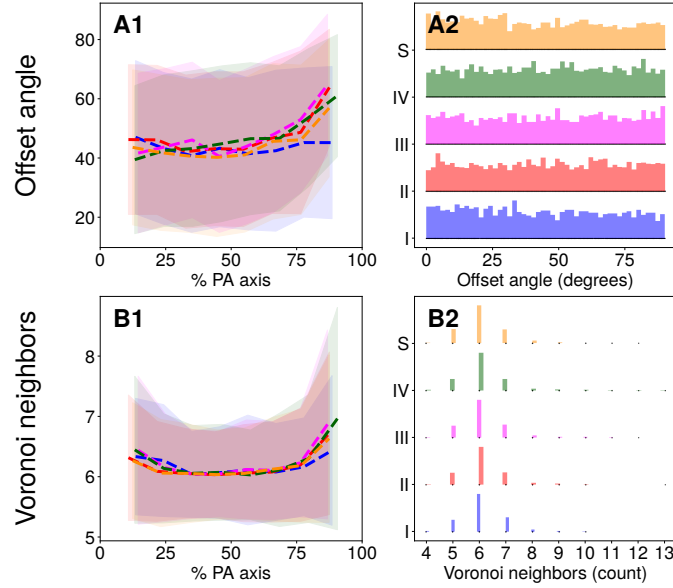 A1
A2
Offset angle
80
60
40
20
0
25
50
75
100
% PA axis
S
IV
III
II
I
0
25
50
75
Offset angle (degrees)
B1
B2
Voronoi neighbors
8
7
6
5
0
25
50
75
100
% PA axis
S
IV
III
II
I
4 5 6 7 8 9 10 11 12 13
Voronoi neighbors (count)